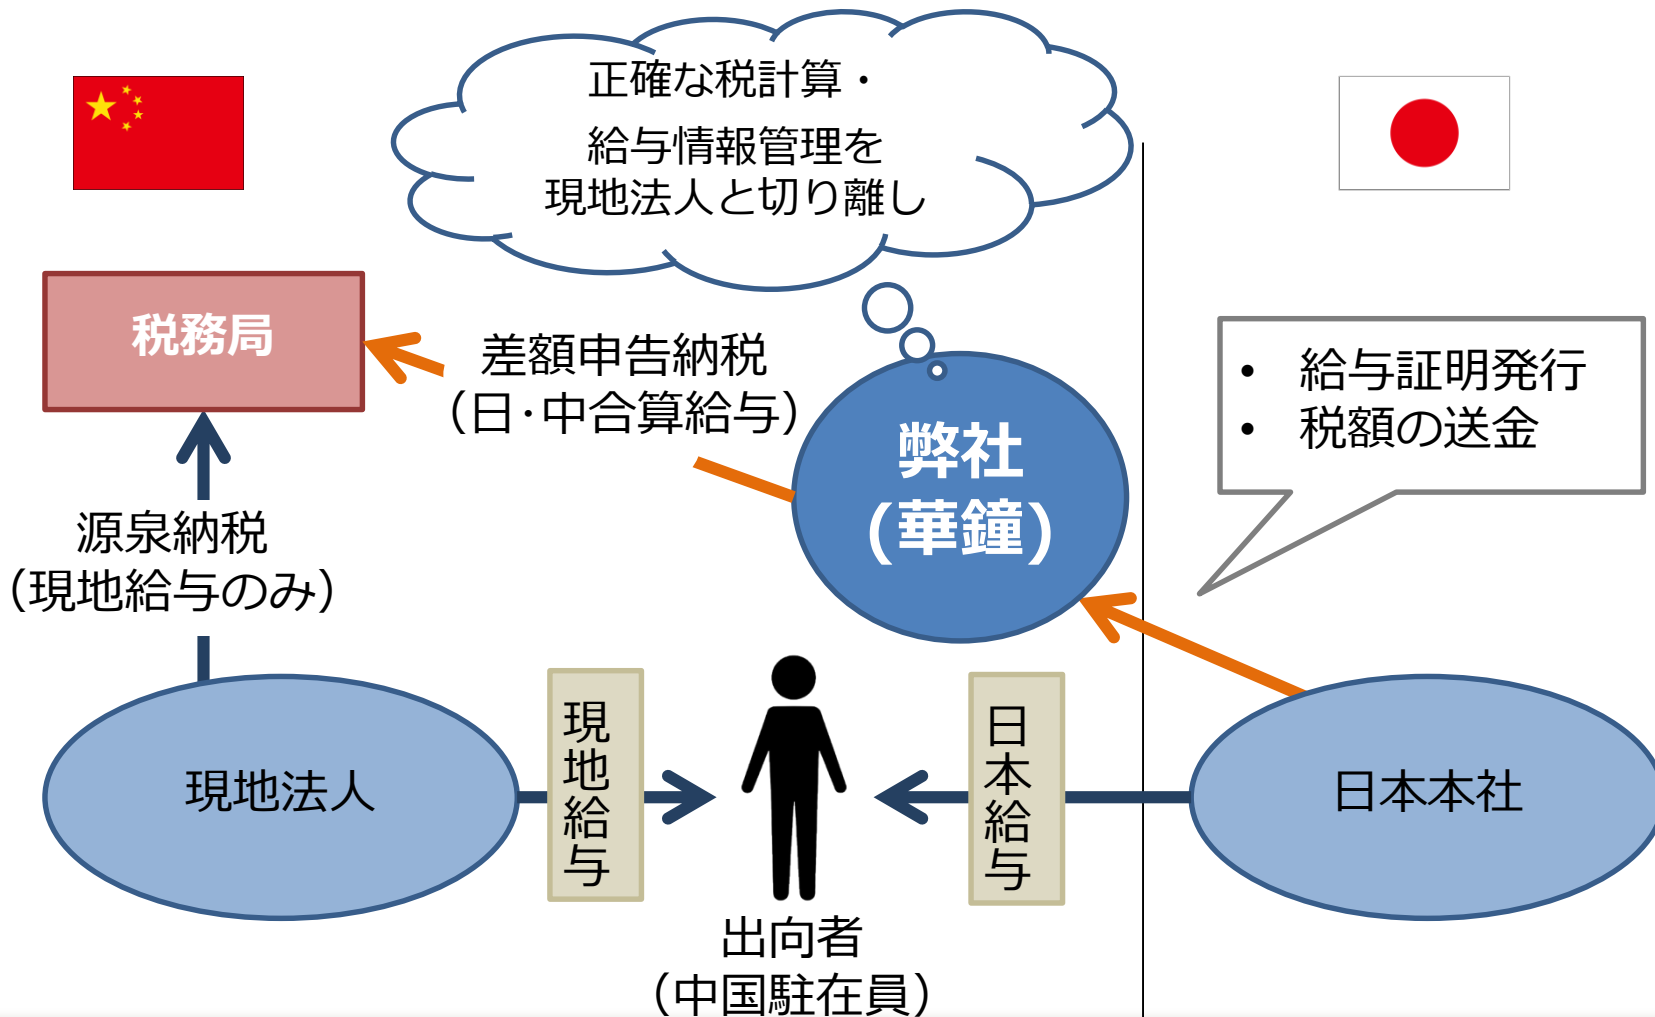 正確な税計算・
給与情報管理を
現地法人と切り離し
税務局
差額申告納税
（日・中合算給与）
弊社
(華鐘)
• 給与証明発行
• 税額の送金
源泉納税
（現地給与のみ）
現地法人
現地給与
日本給与
日本本社
出向者
（中国駐在員）